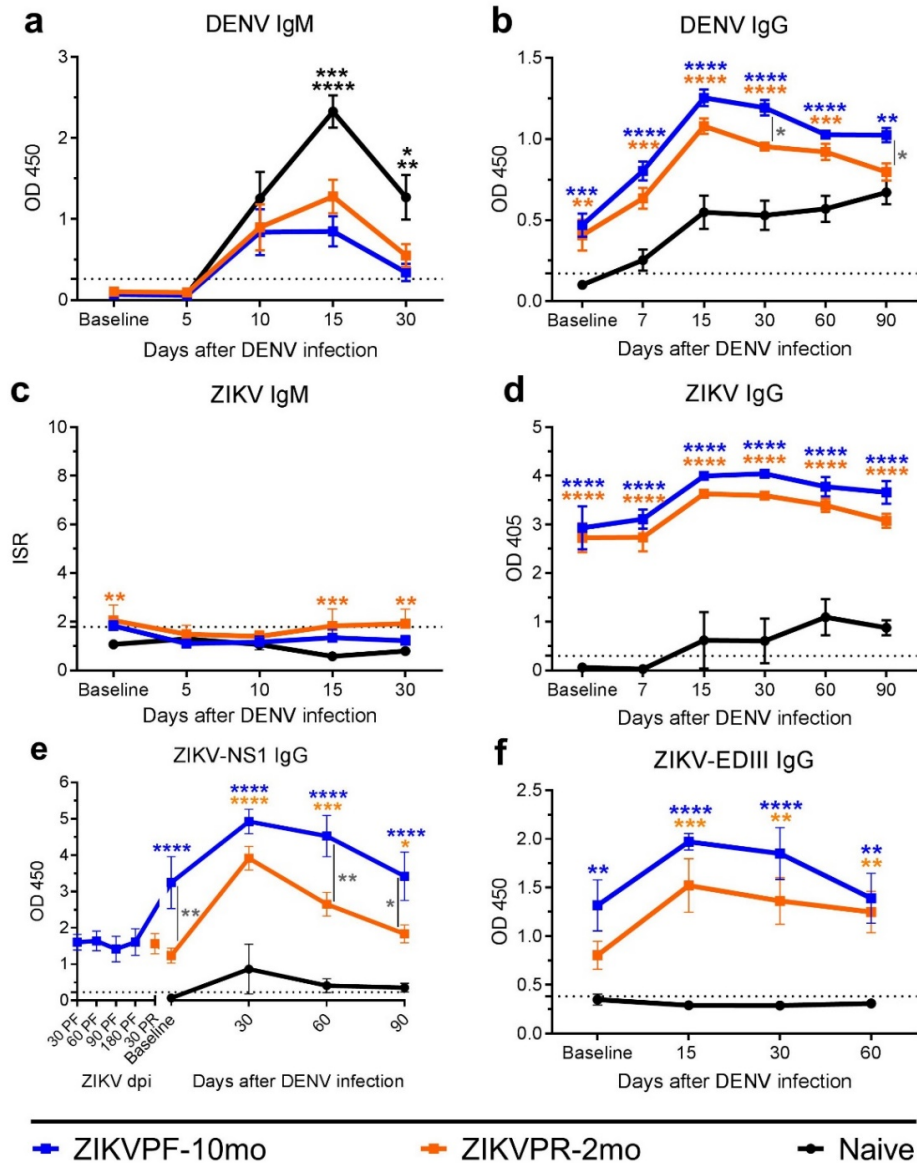 a
DENV IgM
OD 450
3
2
1
0
***
****
*
**
Baseline 5 10 15 30
Days after DENV infection
b
DENV IgG
OD 450
1.5
1.0
0.5
0.0
***
**
****
***
****
****
****
****
*
****
***
**
*
Baseline 7 15 30 60 90
Days after DENV infection
c
ZIKV IgM
ISR
10
8
6
4
2
0
**
***
**
Baseline 5 10 15 30
Days after DENV infection
d
ZIKV IgG
OD 405
5
4
3
2
1
0
****
****
****
****
****
****
****
****
****
****
****
****
Baseline 7 15 30 60 90
Days after DENV infection
e
ZIKV-NS1 IgG
OD 450
6
5
4
3
2
1
0
****
**
****
****
****
***
**
****
*
*
30 PF
60 PF
90 PF
180 PF
30 PR
Baseline
30 60 90
ZIKV dpi
Days after DENV infection
f
ZIKV-EDIII IgG
OD 450
2.5
2.0
1.5
1.0
0.5
0.0
**
****
***
****
**
**
**
Baseline 15 30 60
Days after DENV infection
ZIKVPF-10mo ZIKVPR-2mo Naive